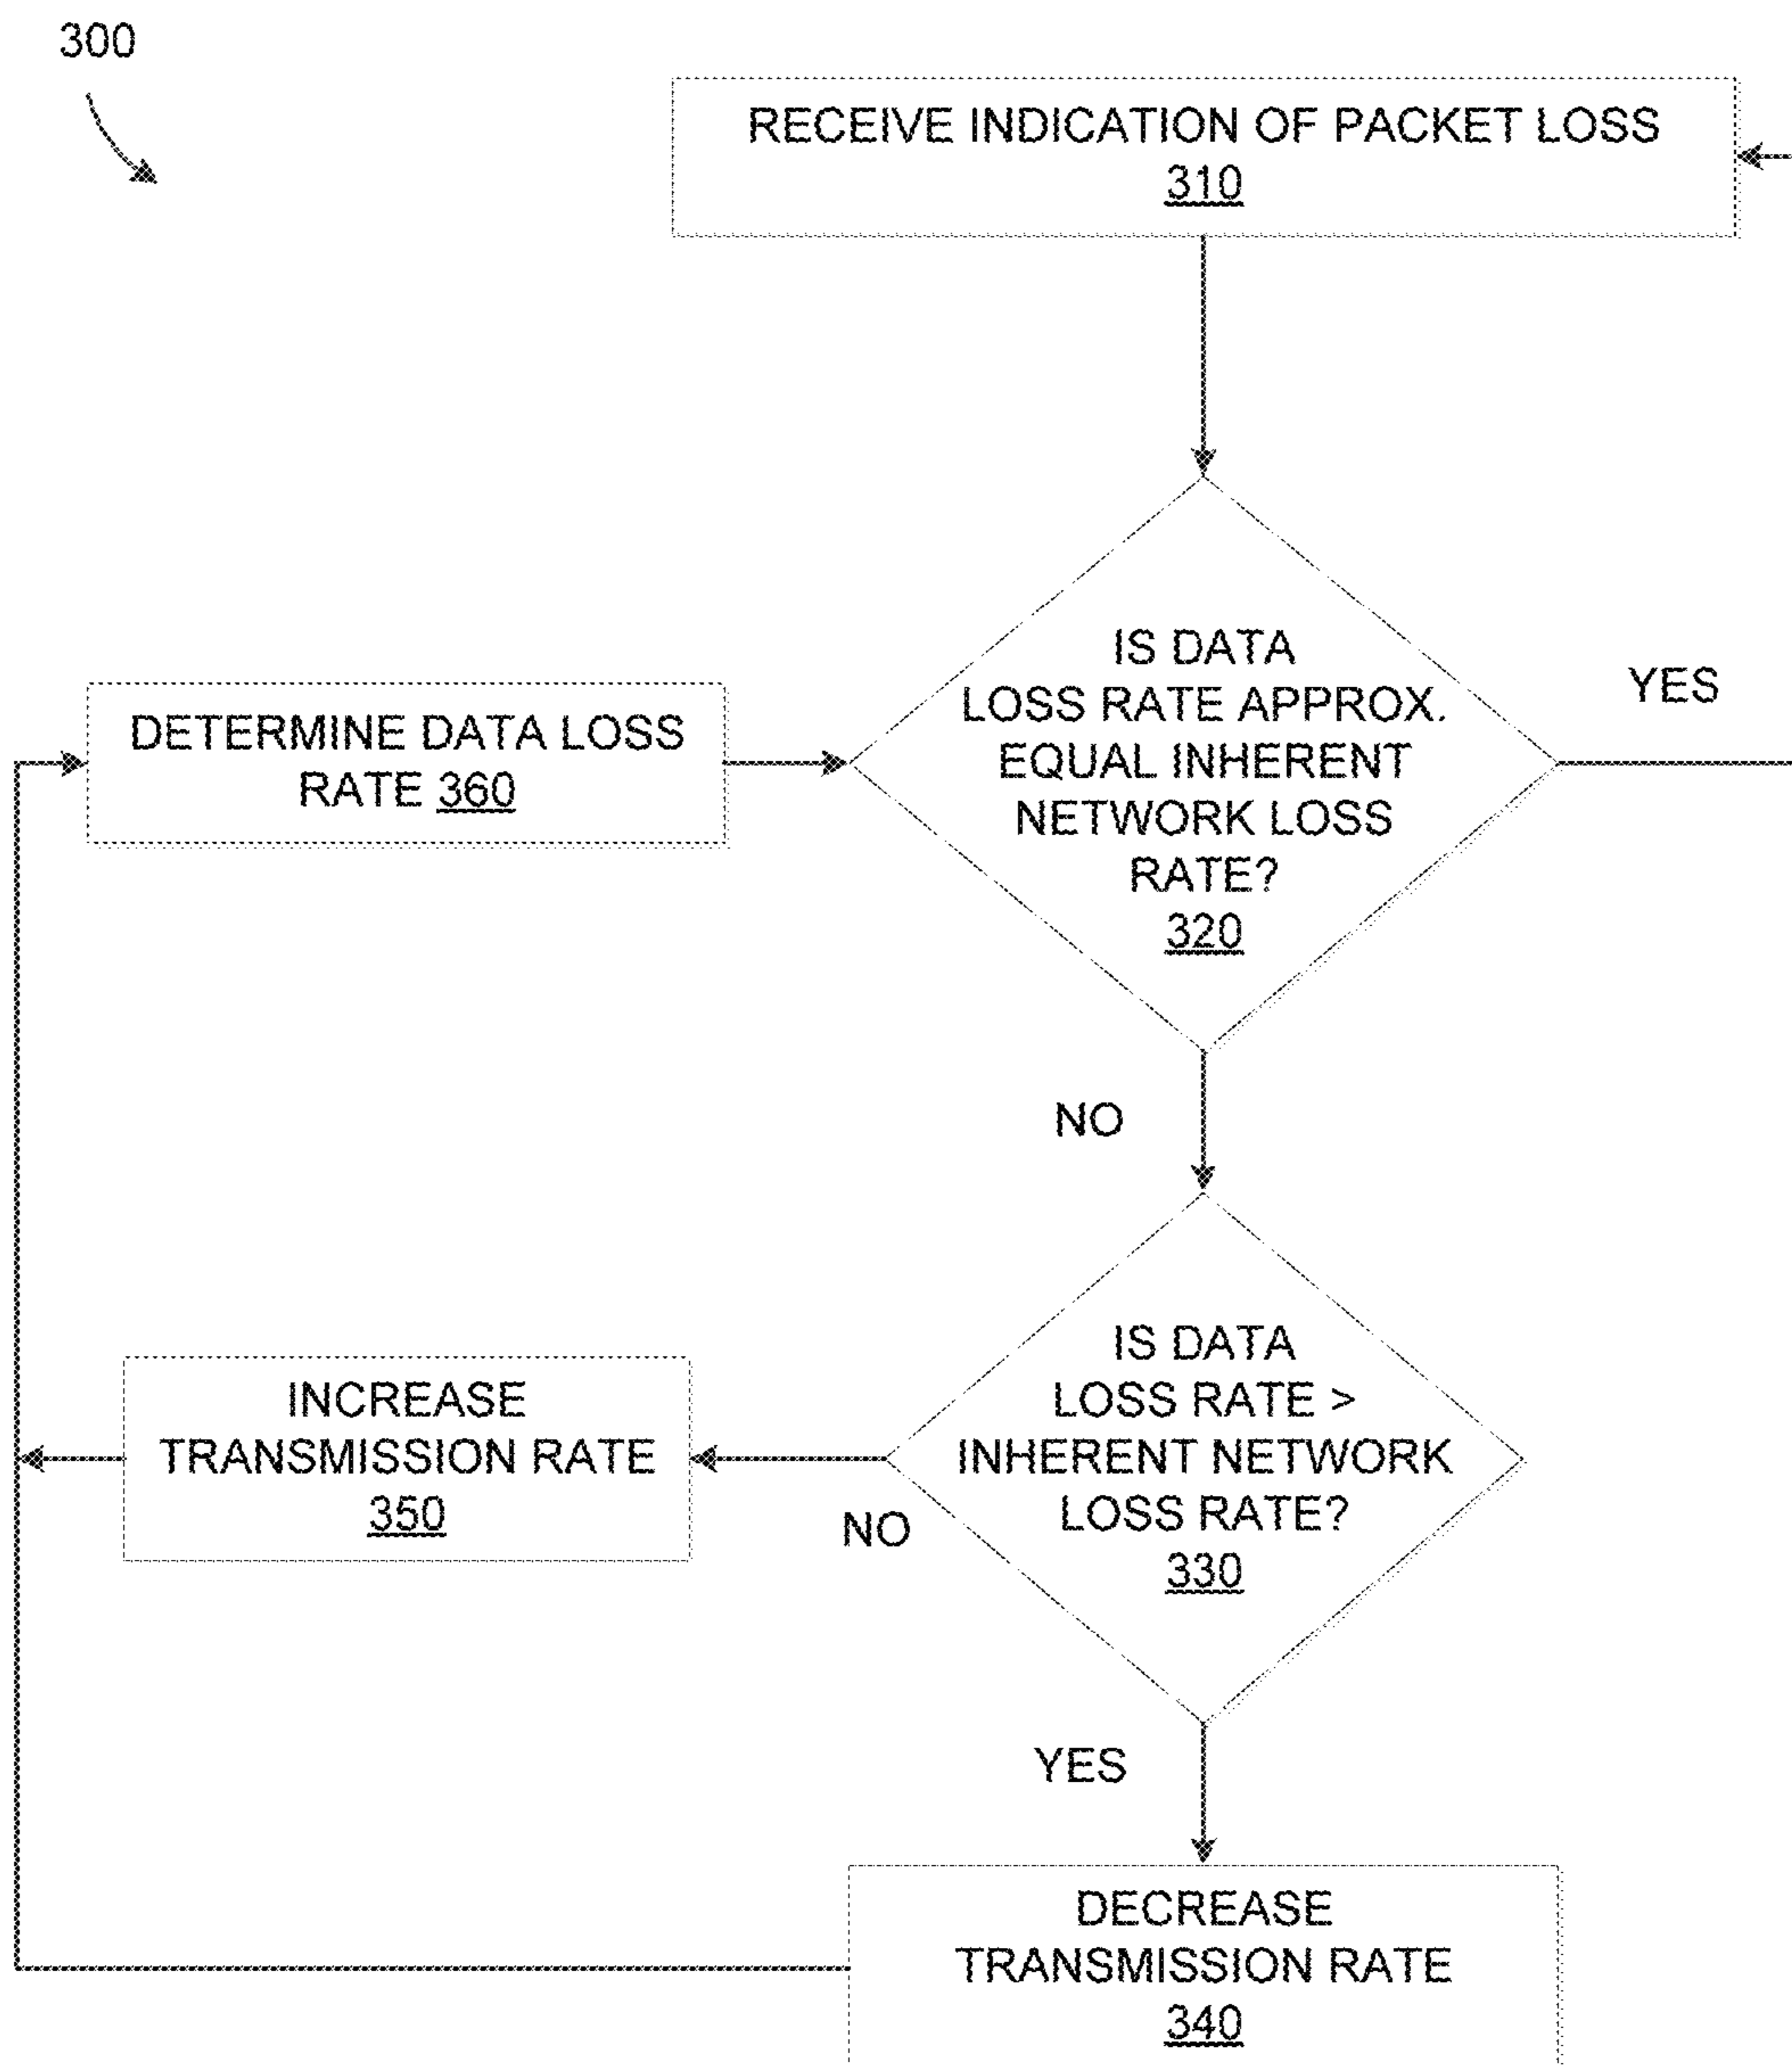 300
RECEIVE INDICATION OF PACKET LOSS
310
IS DATA
LOSS RATE APPROX.
EQUAL INHERENT
NETWORK LOSS
RATE?
320
YES
DETERMINE DATA LOSS
RATE 360
NO
IS DATA
LOSS RATE >
INHERENT NETWORK
LOSS RATE?
330
INCREASE
TRANSMISSION RATE
350
NO
YES
DECREASE
TRANSMISSION RATE
340